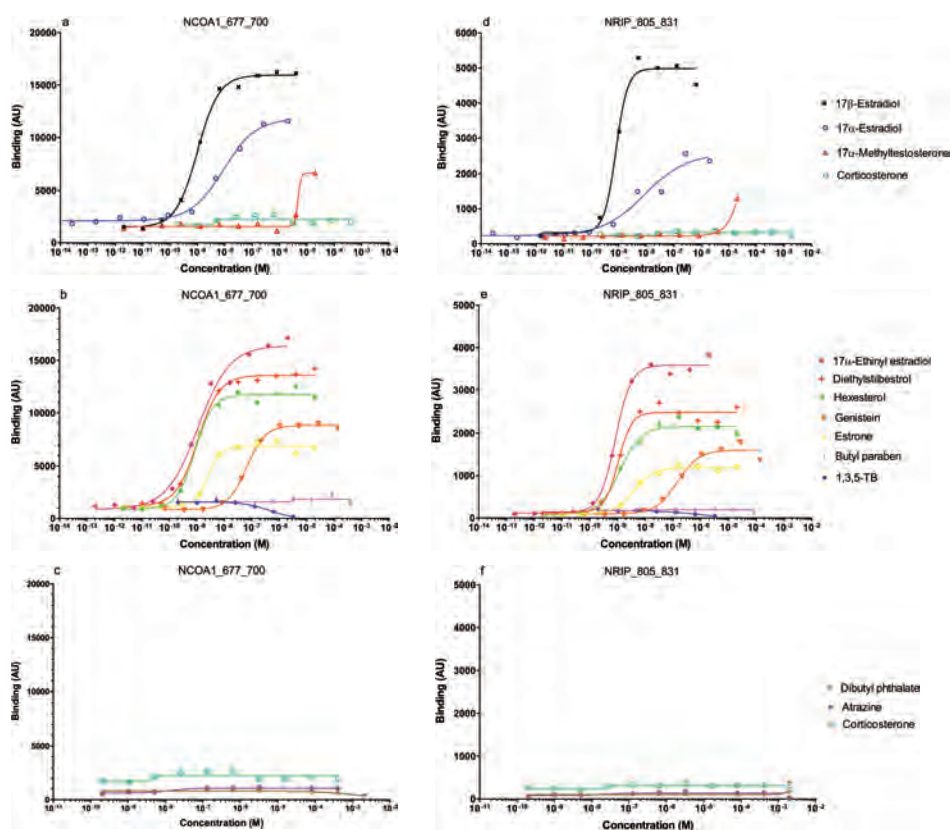 a
NCOA1_677_700
20000
15000
10000
5000
0
Binding (AU)
Concentration (M)
d
NRIP_805_831
6000
5000
4000
3000
2000
1000
0
Binding (AU)
Concentration (M)
17β-Estradiol
17α-Estradiol
17α-Methyltestosterone
Corticosterone
b
NCOA1_677_700
20000
15000
10000
5000
0
Binding (AU)
Concentration (M)
e
NRIP_805_831
5000
4000
3000
2000
1000
0
Binding (AU)
Concentration (M)
17α-Ethinyl estradiol
Diethylstilbestrol
Hexesterol
Genistein
Estrone
Butyl paraben
1,3,5-TB
c
NCOA1_677_700
20000
15000
10000
5000
0
Binding (AU)
Concentration (M)
f
NRIP_805_831
5000
4000
3000
2000
1000
0
Binding (AU)
Concentration (M)
Dibutyl phthalate
Atrazine
Corticosterone